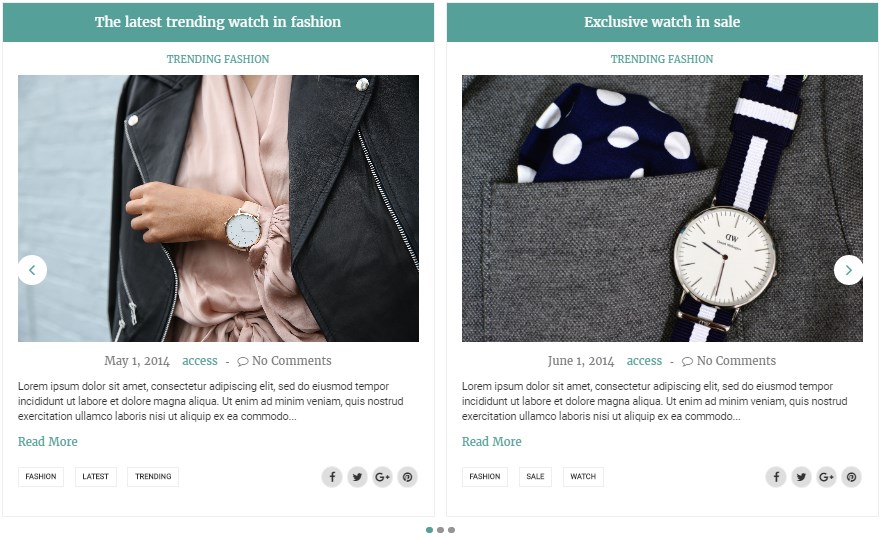 The latest trending watch in fashion
TRENDING FASHION
May 1, 2014 access - No Comments
Lorem ipsum dolor sit amet, consectetur adipiscing elit, sed do eiusmod tempor
incididunt ut labore et dolore magna aliqua. Ut enim ad minim veniam, quis nostrud
exercitation ullamco laboris nisi ut aliquip ex ea commodo...
Read More
FASHION LATEST TRENDING
Exclusive watch in sale
TRENDING FASHION
DW
June 1, 2014 access - No Comments
Lorem ipsum dolor sit amet, consectetur adipiscing elit, sed do eiusmod tempor
incididunt ut labore et dolore magna aliqua. Ut enim ad minim veniam, quis nostrud
exercitation ullamco laboris nisi ut aliquip ex ea commodo...
Read More
FASHION SALE WATCH